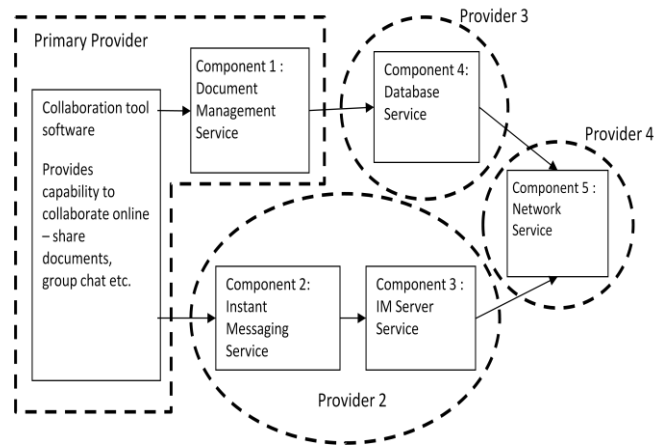 Primary Provider
Collaboration tool
software
Provides
capability to
collaborate online
– share
documents,
group chat etc.
Component 1 :
Document
Management
Service
Provider 3
Component 4:
Database
Service
Provider 4
Component 5 :
Network
Service
Component 2:
Instant
Messaging
Service
Component 3 :
IM Server
Service
Provider 2